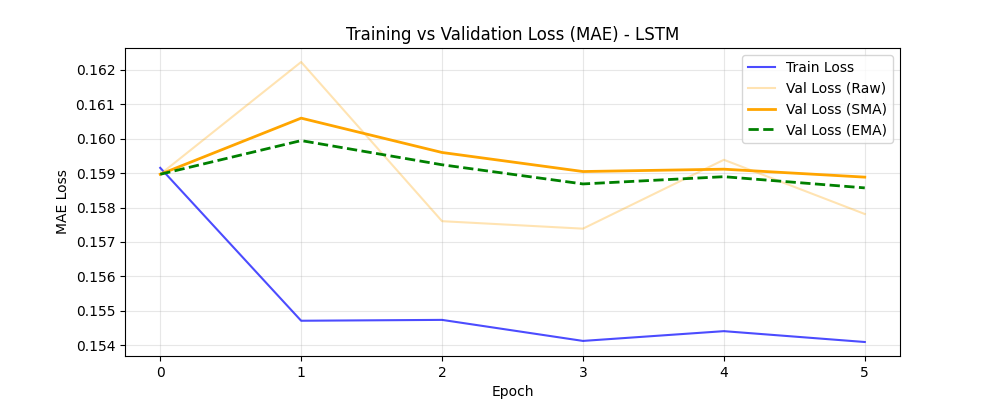 Training vs Validation Loss (MAE) - LSTM
Train Loss
Val Loss (Raw)
Val Loss (SMA)
Val Loss (EMA)
MAE Loss
0.162
0.161
0.160
0.159
0.158
0.157
0.156
0.155
0.154
0 1 2 3 4 5
Epoch